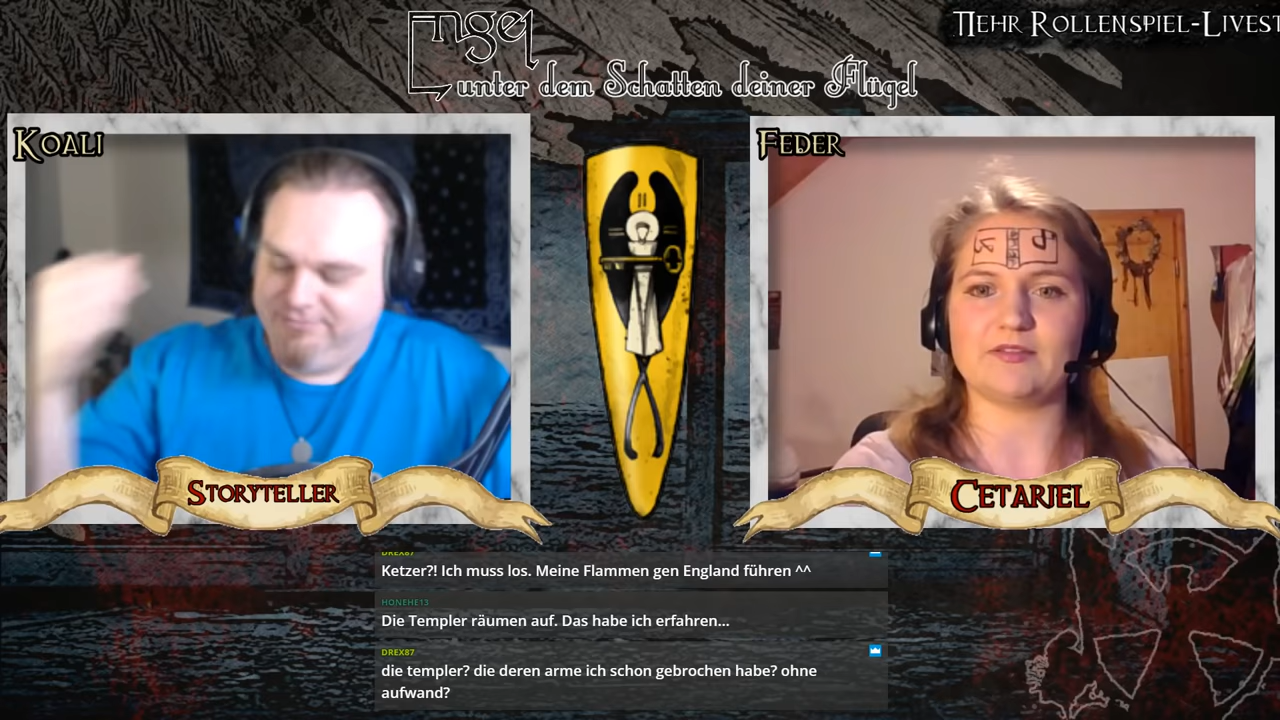 Engel
unter dem Schatten deiner Flügel
Mehr Rollenspiel-Livest
Koali
Feder
Storyteller
Cetariel
DREX87
Ketzer?! Ich muss los. Meine Flammen gen England führen ^^
HONEHE13
Die Templer räumen auf. Das habe ich erfahren...
DREX87
die templer? die deren arme ich schon gebrochen habe? ohne
aufwand?